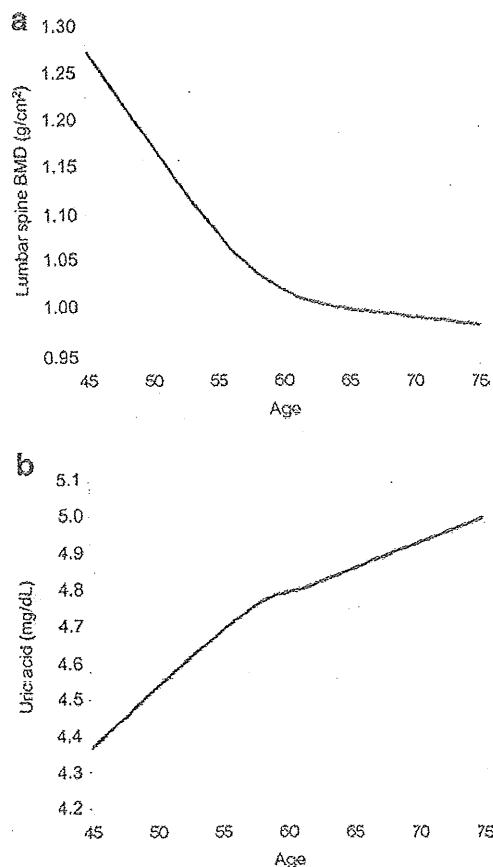 a
1.30
1.25
1.20
1.15
1.10
1.05
1.00
0.95
Lumbar spine BMD (g/cm²)
45 50 55 60 65 70 75
Age
b
5.1
5.0
4.9
4.8
4.7
4.6
4.5
4.4
4.3
4.2
Uric acid (mg/dL)
45 50 55 60 65 70 75
Age